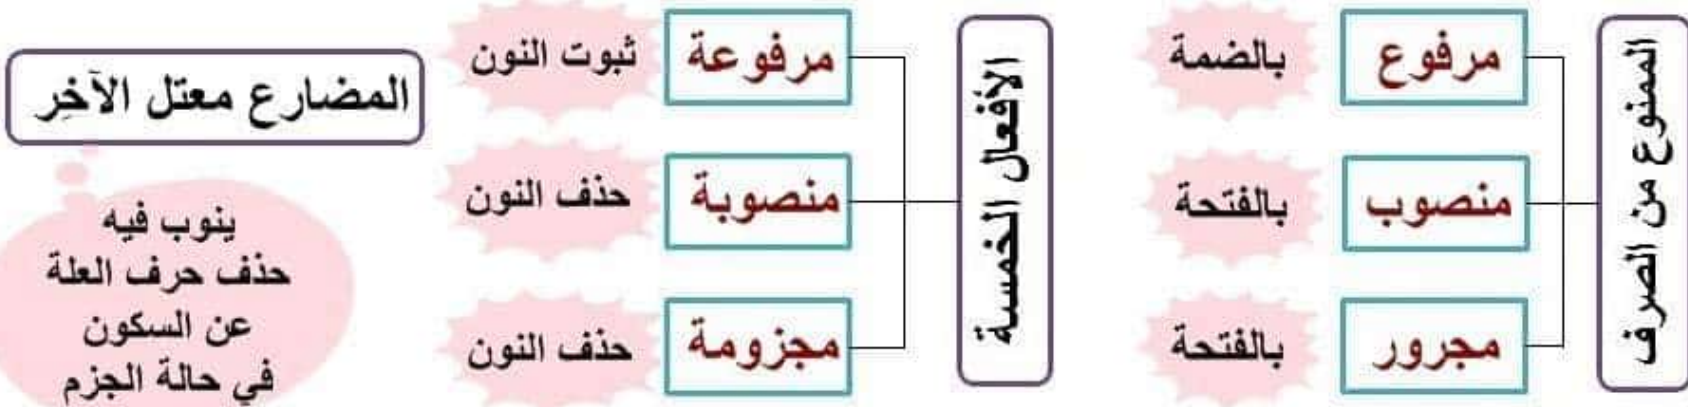 الممنوع من الصرف
مرفوع
بالضمة
منصوب
بالفتحة
مجرور
بالفتحة
الأفعال الخمسة
مرفوعة
ثبوت النون
منصوبة
حذف النون
مجزومة
حذف النون
المضارع معتل الآخِر
ينوب فيه
حذف حرف العلة
عن السكون
في حالة الجزم